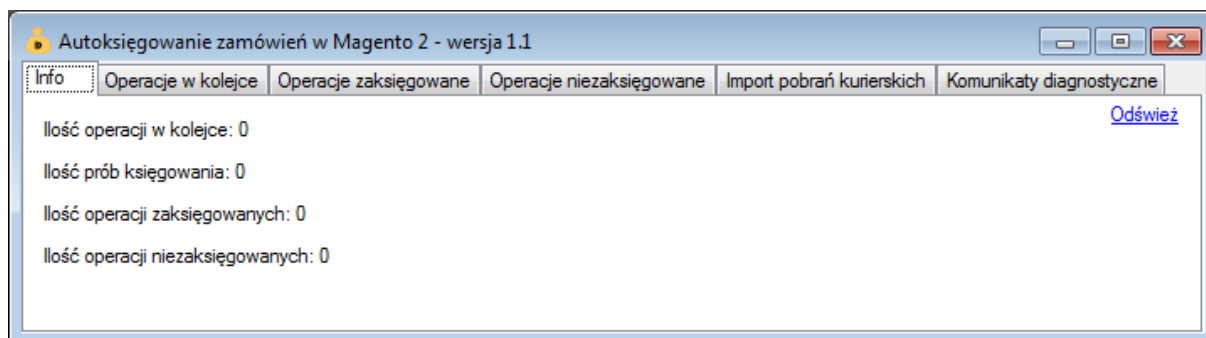 Autoksięgowanie zamówień w Magento 2 - wersja 1.1
Info Operacje w kolejce Operacje zaksięgowane Operacje niezaksięgowane Import pobrań kurierskich Komunikaty diagnostyczne
Odśwież
Ilość operacji w kolejce: 0
Ilość prób księgowania: 0
Ilość operacji zaksięgowanych: 0
Ilość operacji niezaksięgowanych: 0